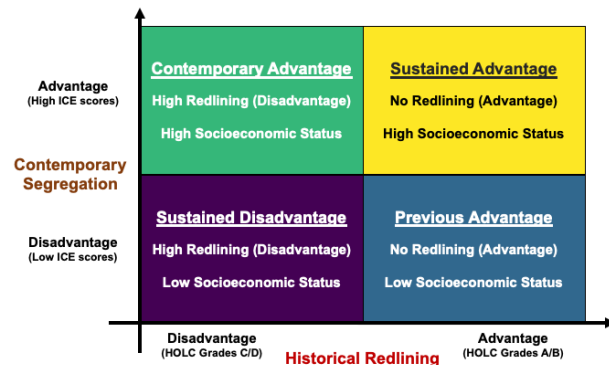 Contemporary Advantage
High Redlining (Disadvantage)
High Socioeconomic Status
Sustained Advantage
No Redlining (Advantage)
High Socioeconomic Status
Advantage
(High ICE scores)
Contemporary
Segregation
Sustained Disadvantage
High Redlining (Disadvantage)
Low Socioeconomic Status
Previous Advantage
No Redlining (Advantage)
Low Socioeconomic Status
Disadvantage
(Low ICE scores)
Disadvantage
(HOLC Grades C/D)
Historical Redlining
Advantage
(HOLC Grades A/B)